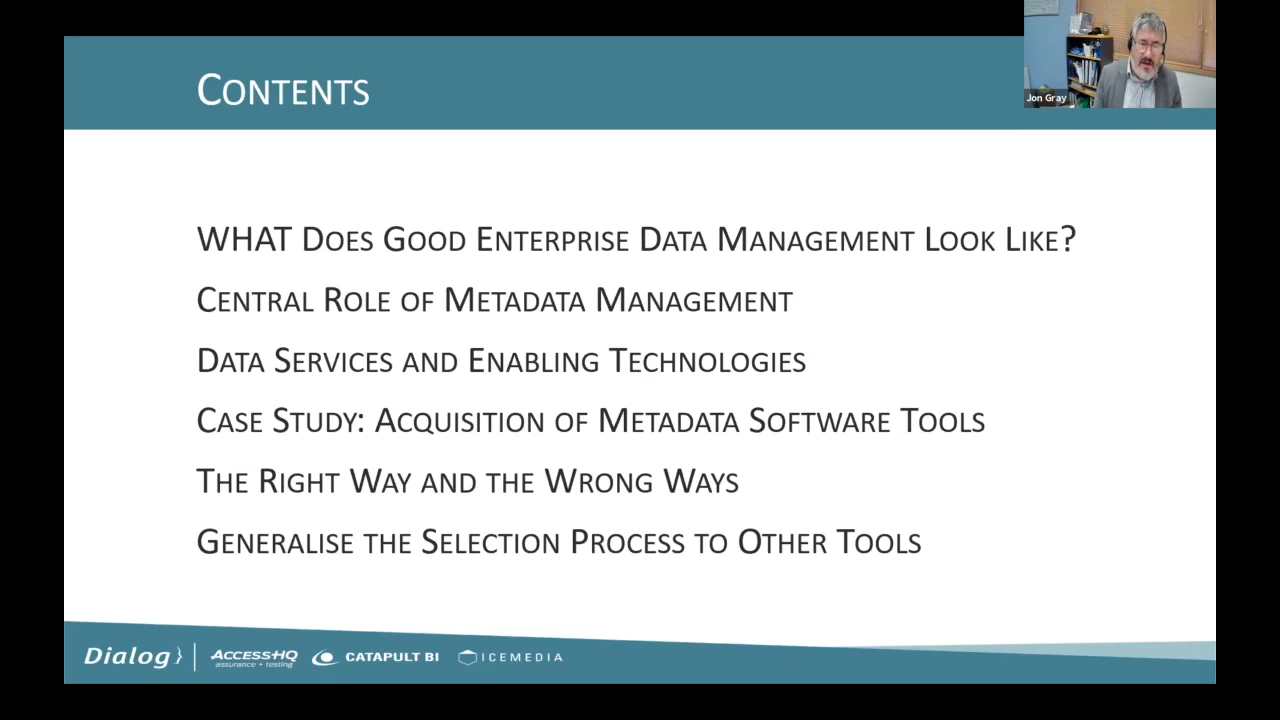 Contents
Jon Gray
WHAT Does Good Enterprise Data Management Look Like?
Central Role of Metadata Management
Data Services and Enabling Technologies
Case Study: Acquisition of Metadata Software Tools
The Right Way and the Wrong Ways
Generalise the Selection Process to Other Tools
Dialog} ACCESSHQ CATAPULT BI ICEMEDIA
assurance + testing